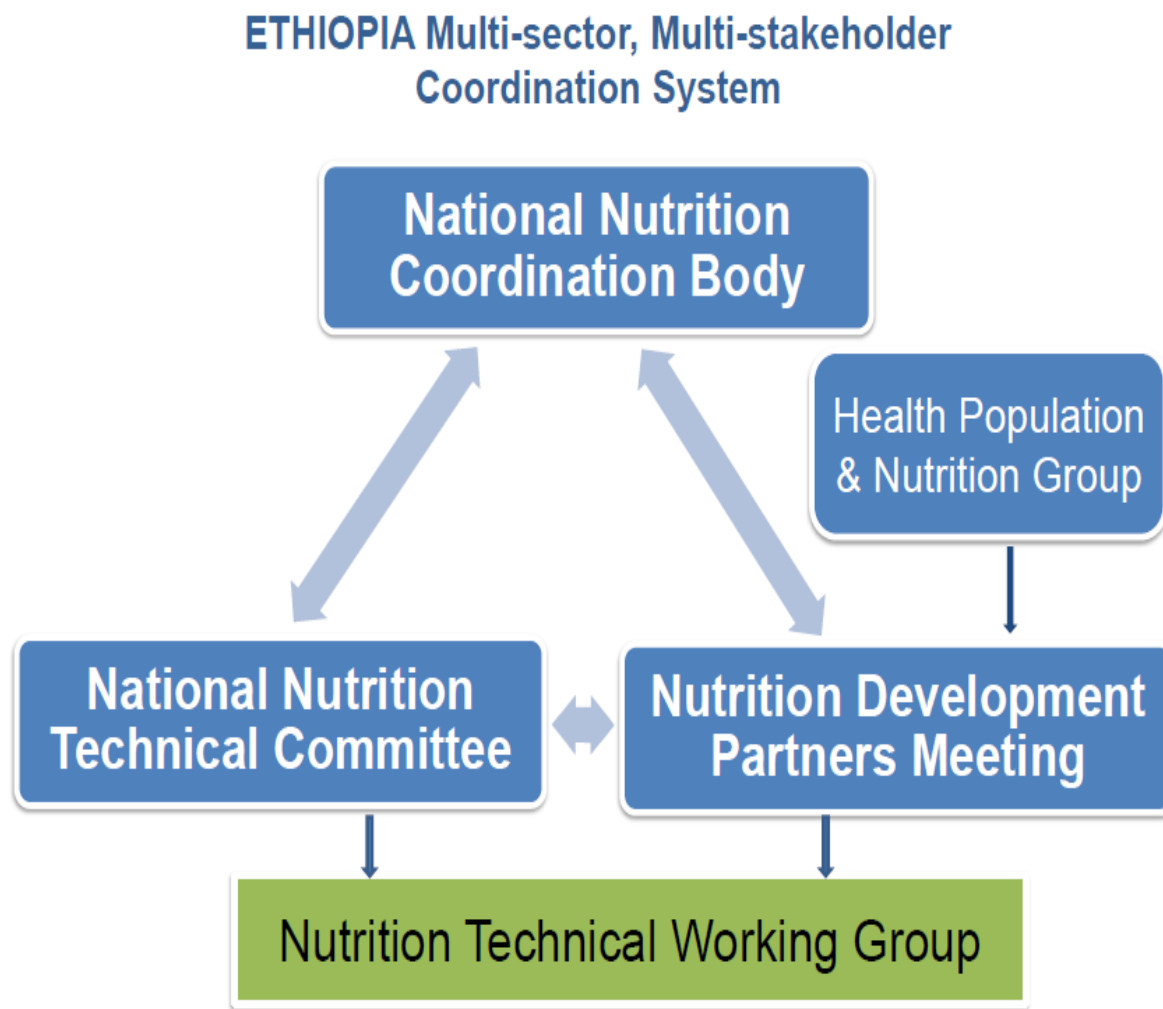 ETHIOPIA Multi-sector, Multi-stakeholder
Coordination System
National Nutrition
Coordination Body
Health Population
& Nutrition Group
National Nutrition
Technical Committee
Nutrition Development
Partners Meeting
Nutrition Technical Working Group